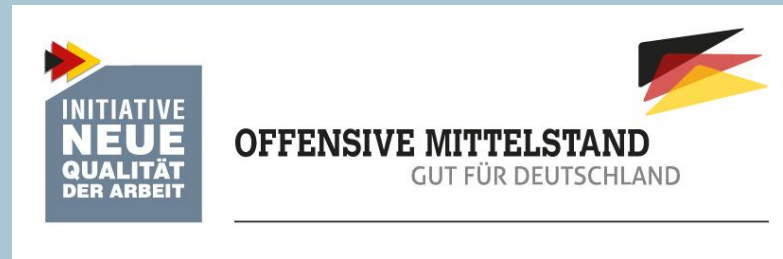 INITIATIVE
NEUE
QUALITÄT
DER ARBEIT
OFFENSIVE MITTELSTAND
GUT FÜR DEUTSCHLAND